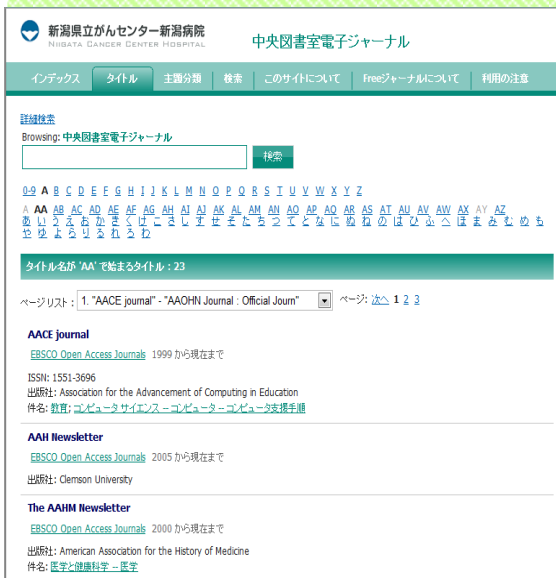 新潟県立がんセンター新潟病院
NIIGATA CANCER CENTER HOSPITAL
中央図書室電子ジャーナル
インデックス タイトル 主題分類 検索 このサイトについて Freeジャーナルについて 利用の注意
詳細検索
Browsing: 中央図書室電子ジャーナル
検索
0-9 A B C D E F G H I J K L M N O P Q R S T U V W X Y Z
A AA AB AC AD AE AF AG AH AI AJ AK AL AM AN AO AP AQ AR AS AT AU AV AW AX AY AZ
あ い う え お か き く け こ さ し す せ そ た ち つ て と な に ぬ ね の は ひ ふ へ ほ ま み む め も
や ゆ よ ら り る れ ろ わ
タイトル名が 'AA' で始まるタイトル : 23
ページリスト : 1. "AACE journal" - "AAOHN Journal : Official Journ" ページ: 次へ 1 2 3
AACE journal
EBSCO Open Access Journals 1999 から現在まで
ISSN: 1551-3696
出版社: Association for the Advancement of Computing in Education
件名: 教育; コンピュータ サイエンス -- コンピュータ -- コンピュータ支援手順
AAH Newsletter
EBSCO Open Access Journals 2005 から現在まで
出版社: Clemson University
The AAHM Newsletter
EBSCO Open Access Journals 2000 から現在まで
出版社: American Association for the History of Medicine
件名: 医学と健康科学 -- 医学